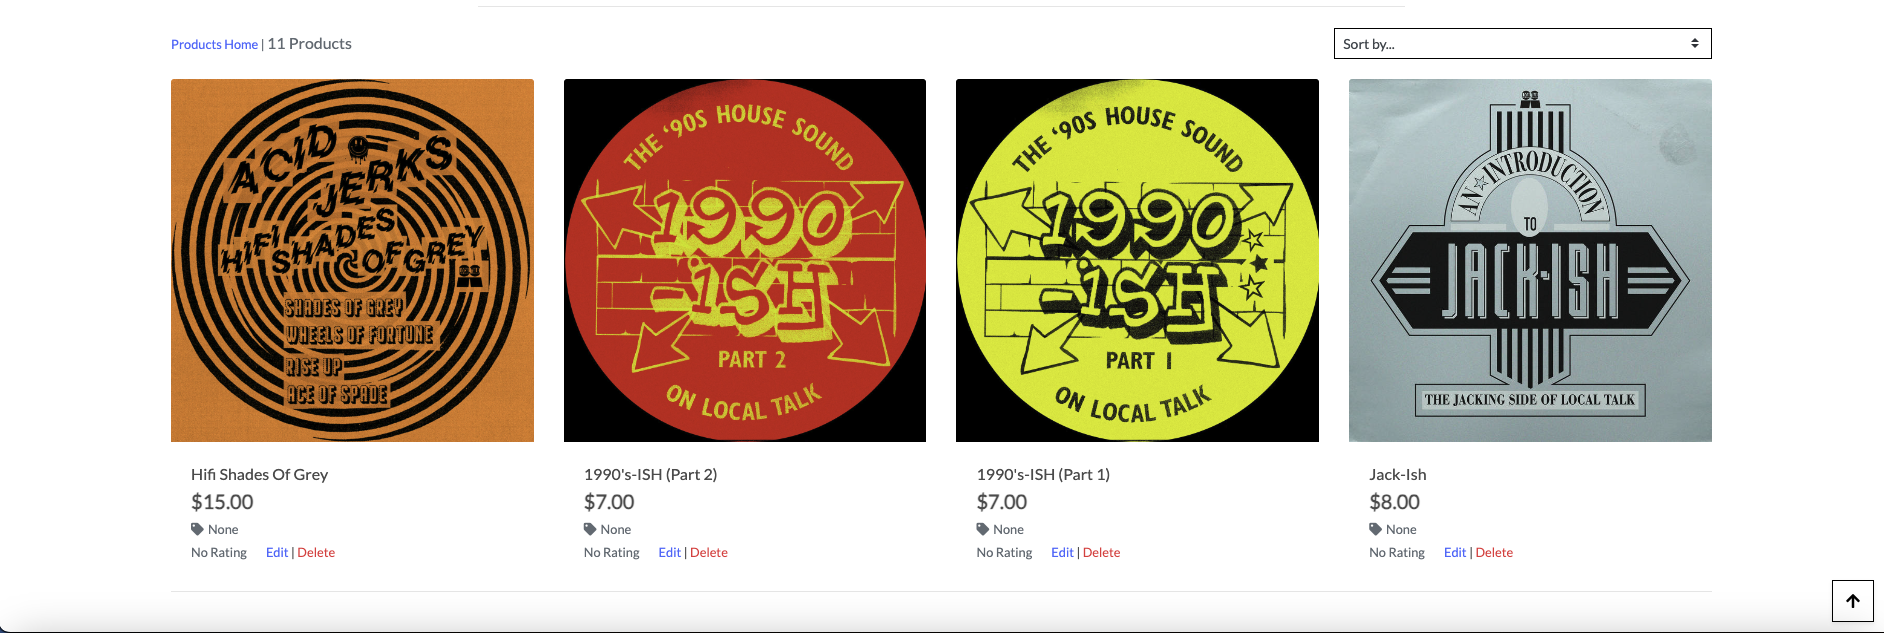 Products Home | 11 Products
Sort by...
ACID
JERKS
HIFI SHADES OF GREY
SHADES OF GREY
WHEELS OF FORTUNE
RISE UP
ACE OF SPADE
THE '90S HOUSE SOUND
1990
-ISH
PART 2
ON LOCAL TALK
THE '90S HOUSE SOUND
1990
-ISH
PART 1
ON LOCAL TALK
AN INTRODUCTION
TO
JACK-ISH
THE JACKING SIDE OF LOCAL TALK
Hifi Shades Of Grey
$15.00
None
No Rating Edit | Delete
1990's-ISH (Part 2)
$7.00
None
No Rating Edit | Delete
1990's-ISH (Part 1)
$7.00
None
No Rating Edit | Delete
Jack-Ish
$8.00
None
No Rating Edit | Delete